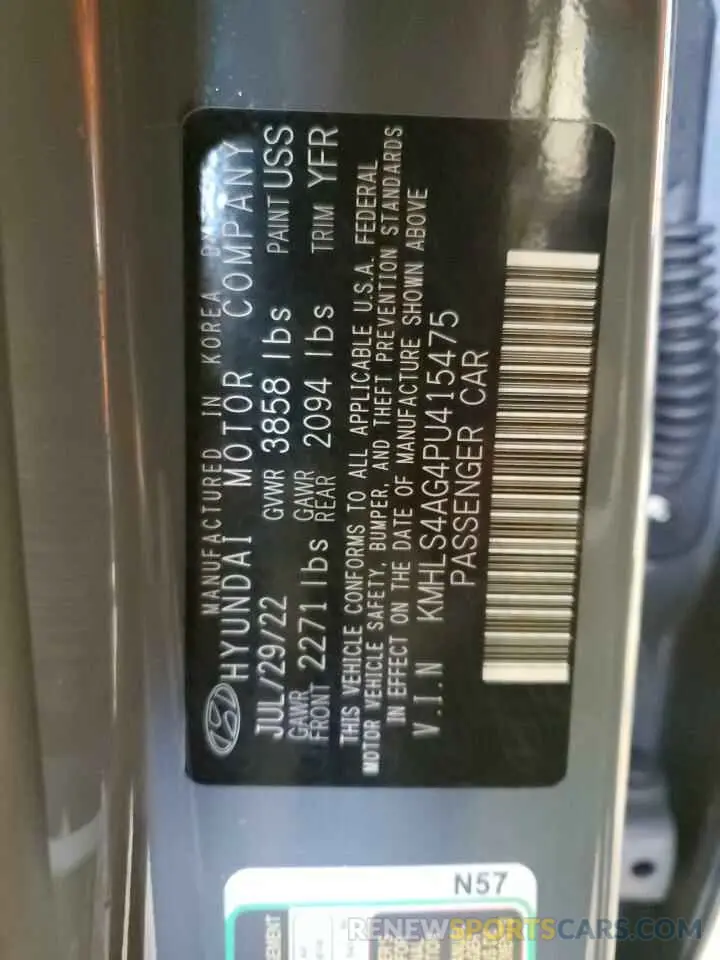 MANUFACTURED IN KOREA
HYUNDAI MOTOR COMPANY
JUL/29/22 GVWR 3858 lbs PAINT USS
GAWR FRONT 2271 lbs GAWR REAR 2094 lbs TRIM YFR
THIS VEHICLE CONFORMS TO ALL APPLICABLE U.S.A. FEDERAL
MOTOR VEHICLE SAFETY, BUMPER, AND THEFT PREVENTION STANDARDS
IN EFFECT ON THE DATE OF MANUFACTURE SHOWN ABOVE
V.I.N KMHLS4AG4PU415475
PASSENGER CAR
N57
RENEWSPORTSCARS.COM